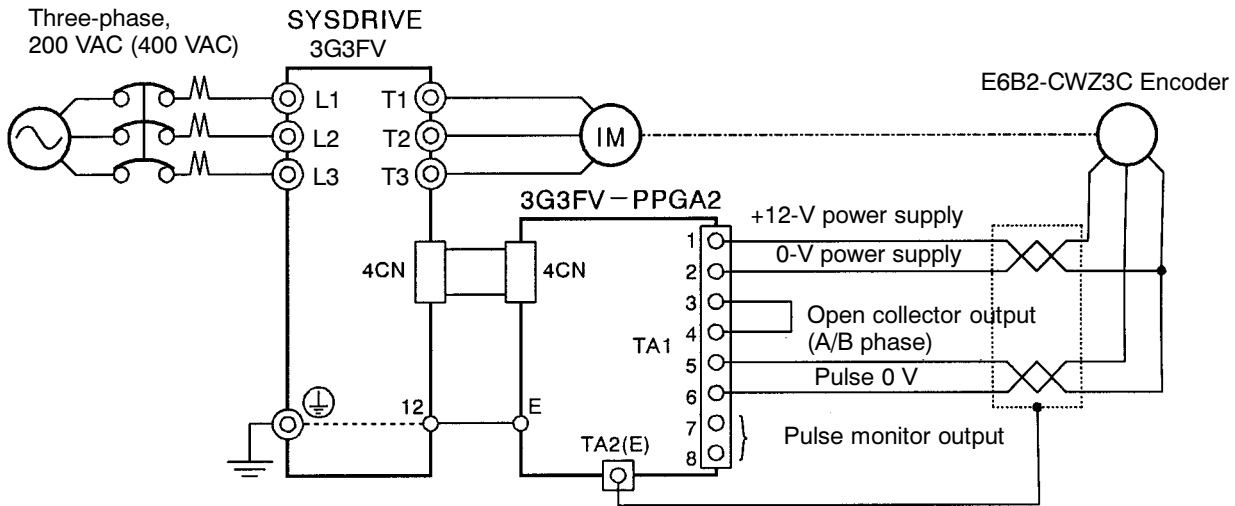 Three-phase,
200 VAC (400 VAC)
SYSDRIVE
3G3FV
E6B2-CWZ3C Encoder
L1
T1
L2
T2
IM
L3
T3
3G3FV-PPGA2
+12-V power supply
1
0-V power supply
4CN
4CN
2
3
Open collector output
4
(A/B phase)
TA1
5
Pulse 0 V
6
12
E
7
Pulse monitor output
TA2(E)
8